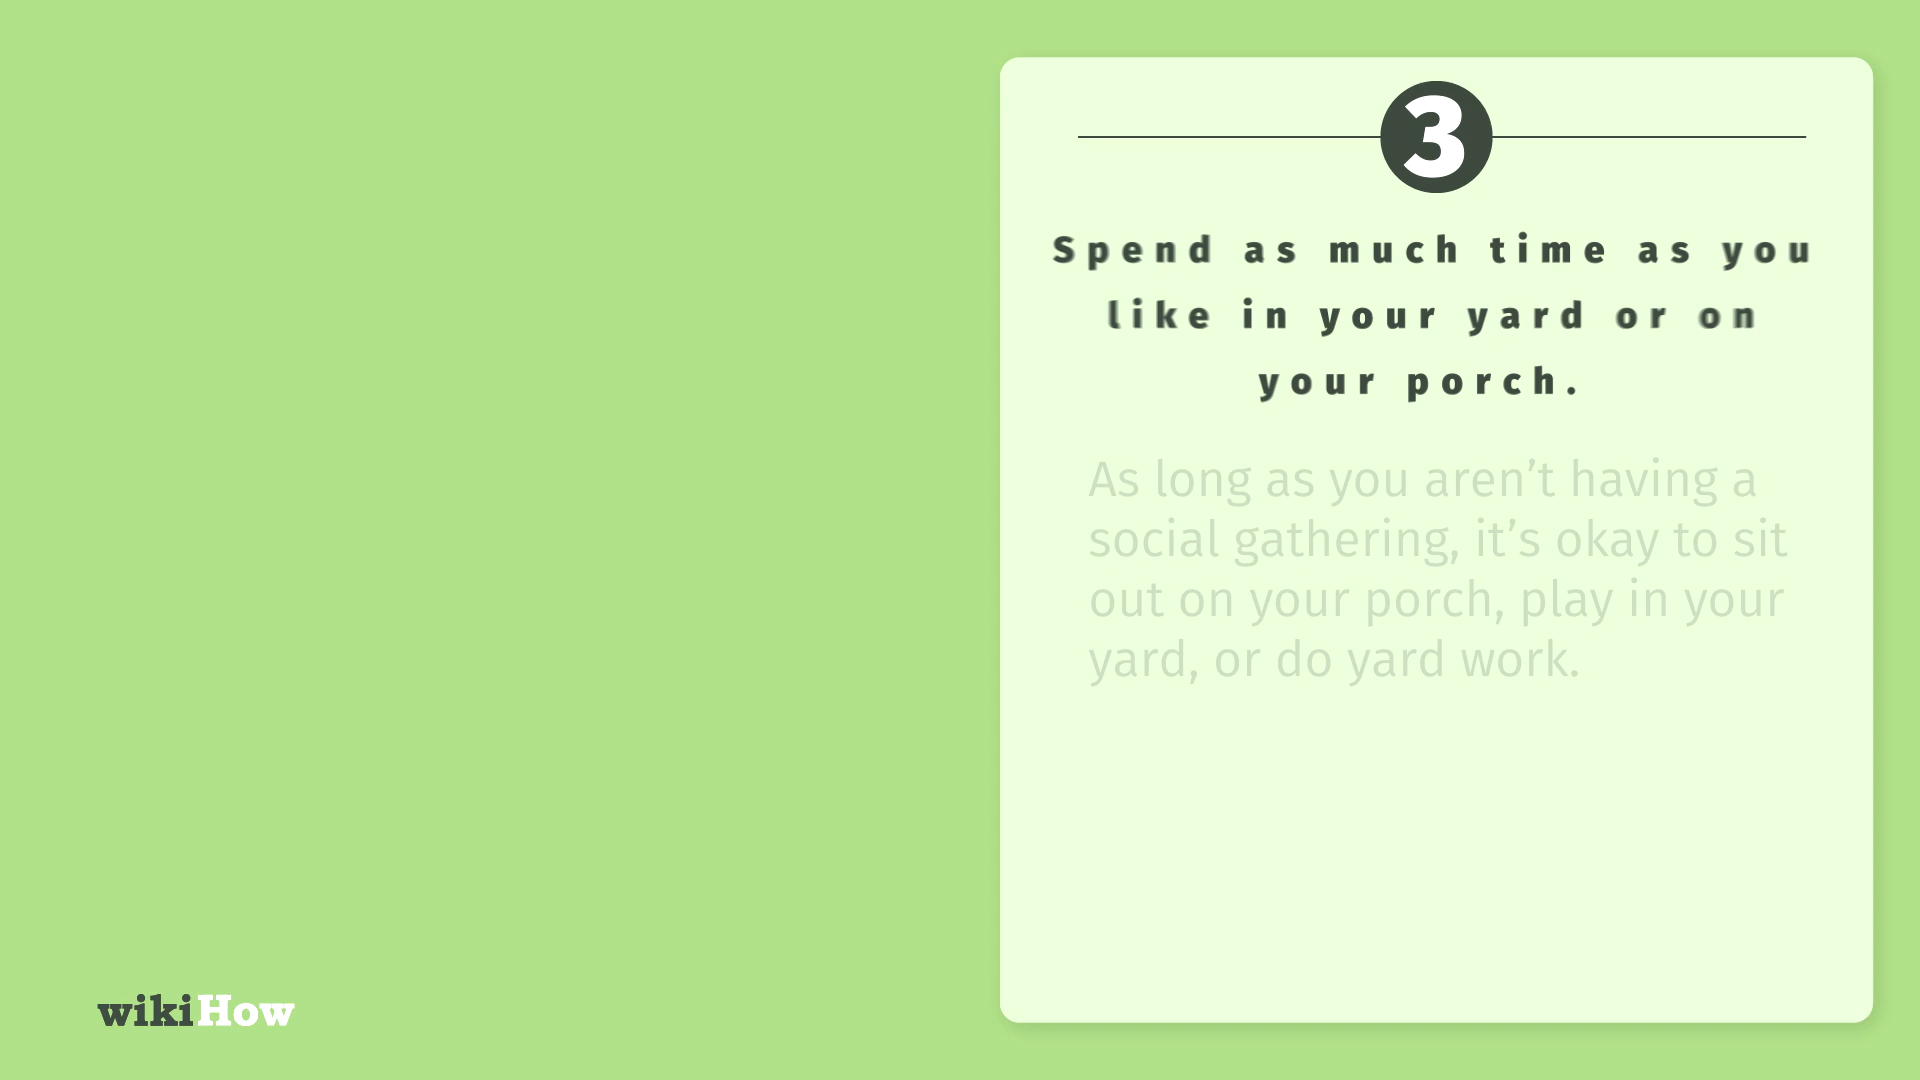 3
Spend as much time as you
like in your yard or on
your porch.
As long as you aren’t having a
social gathering, it’s okay to sit
out on your porch, play in your
yard, or do yard work.
wikiHow